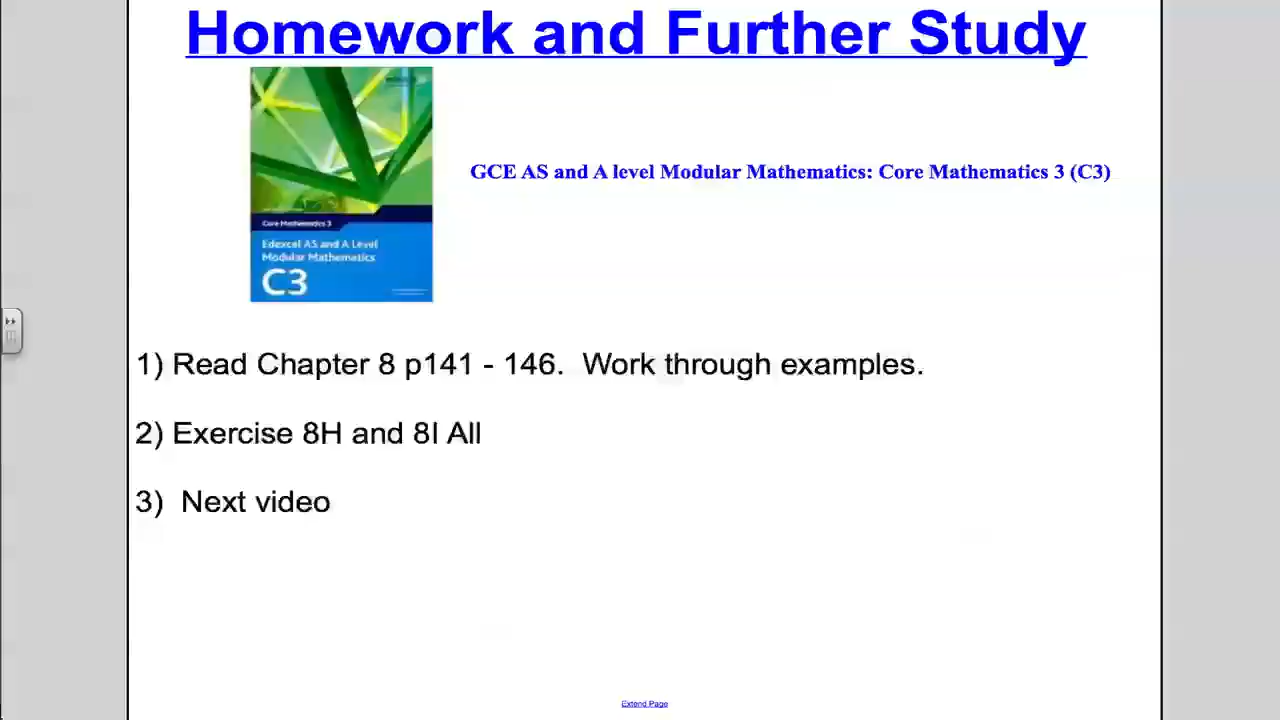 Homework and Further Study
GCE AS and A level Modular Mathematics: Core Mathematics 3 (C3)
Core Mathematics 3
Edexcel AS and A Level
Modular Mathematics
C3
1) Read Chapter 8 p141 - 146.  Work through examples.
2) Exercise 8H and 8I All
3)  Next video
Extend Page